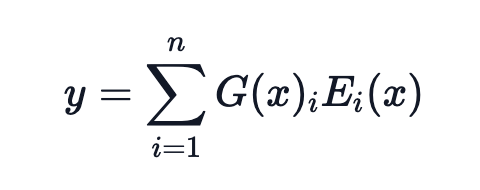 y = \sum_{i=1}^{n} G(x)_i E_i(x)